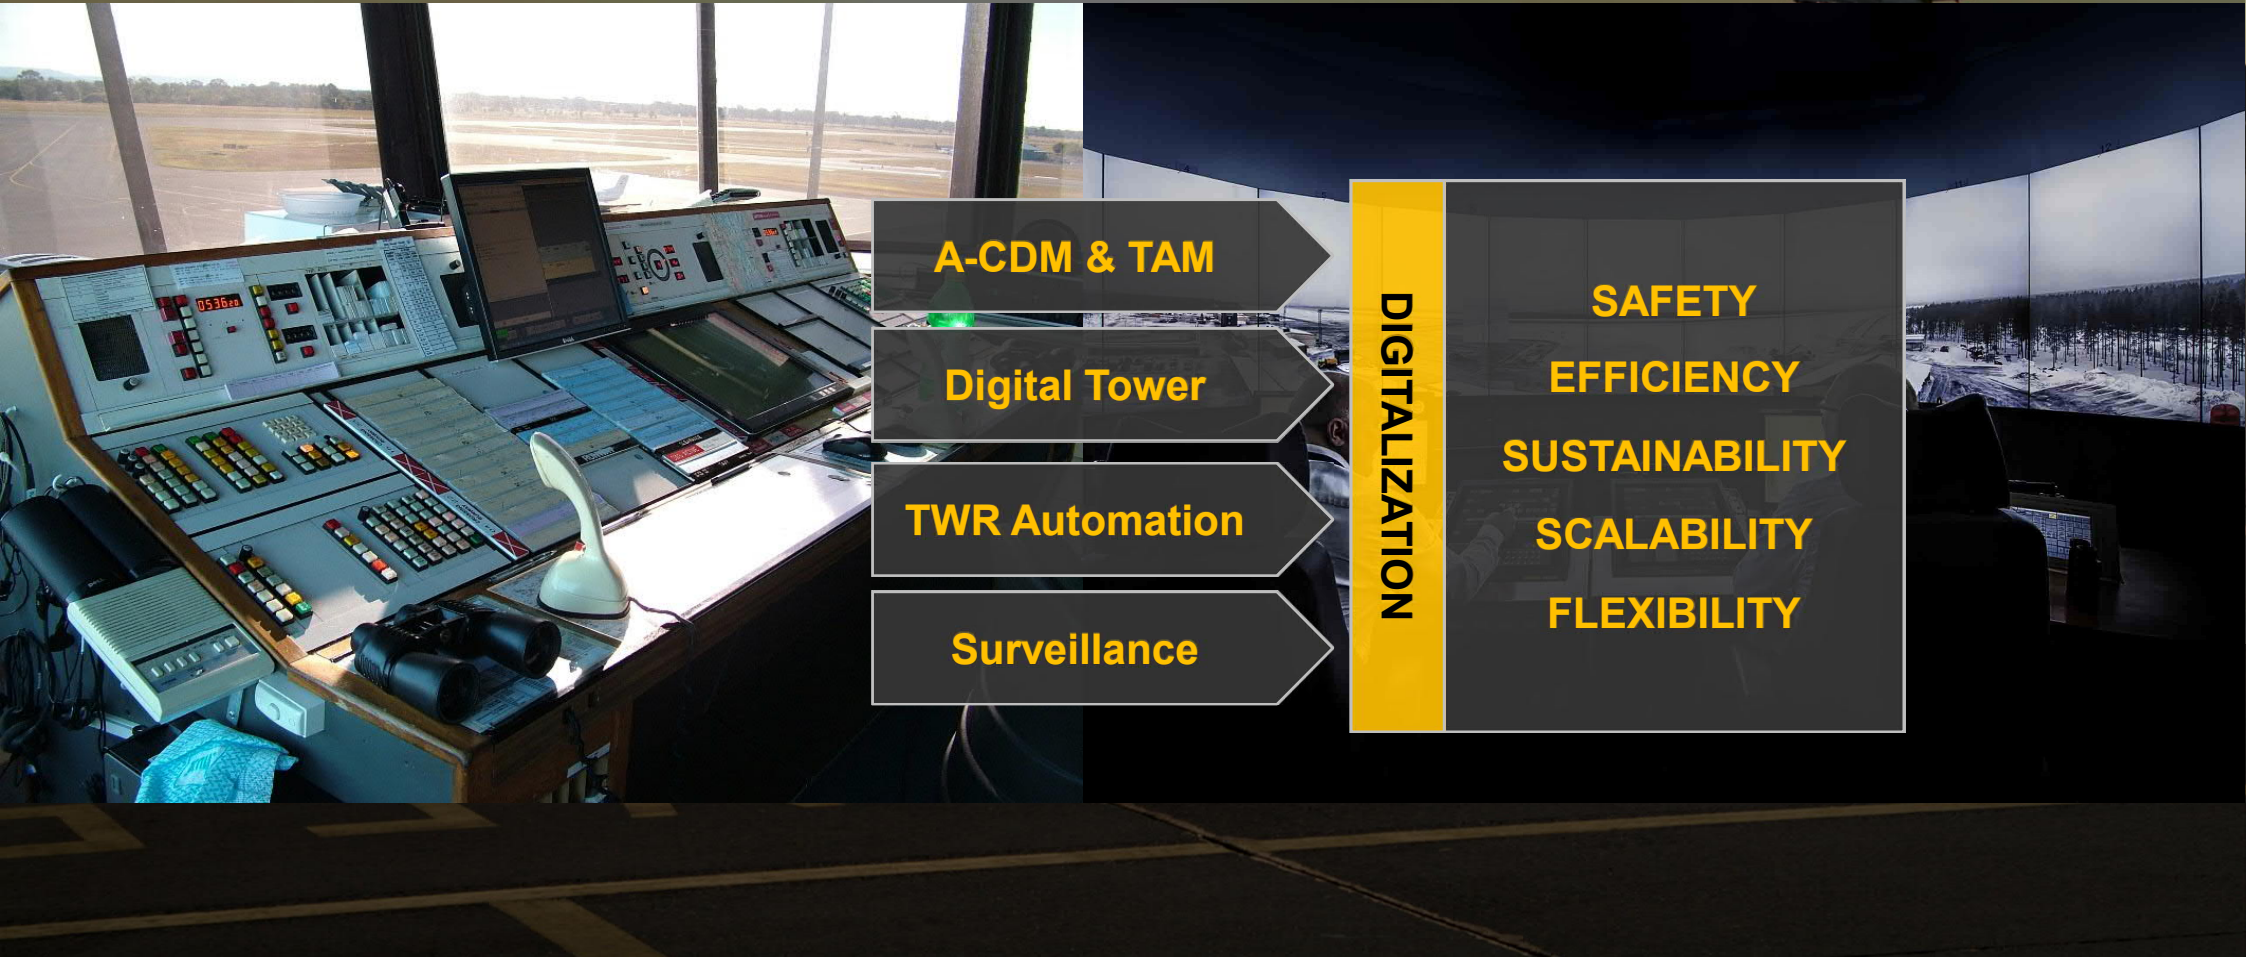 A-CDM & TAM
Digital Tower
TWR Automation
Surveillance
DIGITALIZATION
SAFETY
EFFICIENCY
SUSTAINABILITY
SCALABILITY
FLEXIBILITY